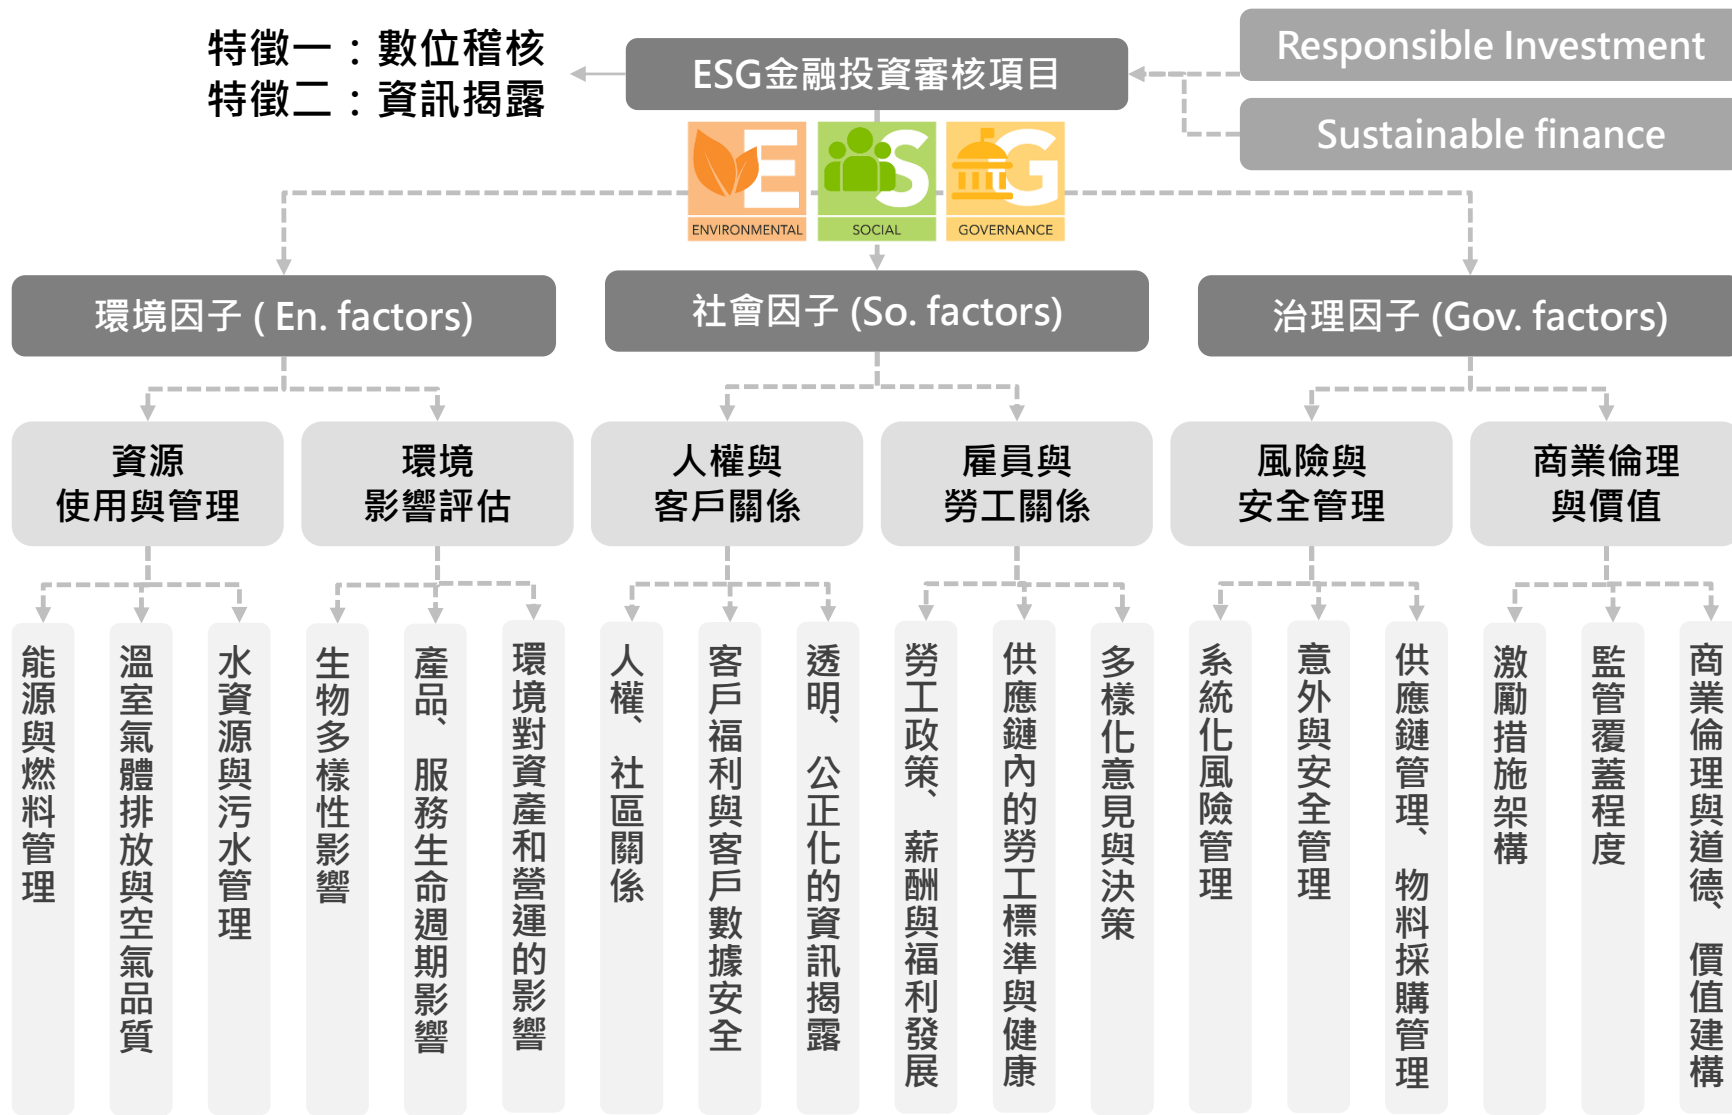 特徵一：數位稽核
特徵二：資訊揭露
ESG金融投資審核項目
Responsible Investment
Sustainable finance
E
ENVIRONMENTAL
S
SOCIAL
G
GOVERNANCE
環境因子 ( En. factors)
社會因子 (So. factors)
治理因子 (Gov. factors)
資源
使用與管理
環境
影響評估
人權與
客戶關係
雇員與
勞工關係
風險與
安全管理
商業倫理
與價值
能源與燃料管理
溫室氣體排放與空氣品質
水資源與污水管理
生物多樣性影響
產品、服務生命週期影響
環境對資產和營運的影響
人權、社區關係
客戶福利與客戶數據安全
透明、公正化的資訊揭露
勞工政策、薪酬與福利發展
供應鏈內的勞工標準與健康
多樣化意見與決策
系統化風險管理
意外與安全管理
供應鏈管理、物料採購管理
激勵措施架構
監管覆蓋程度
商業倫理與道德、價值建構